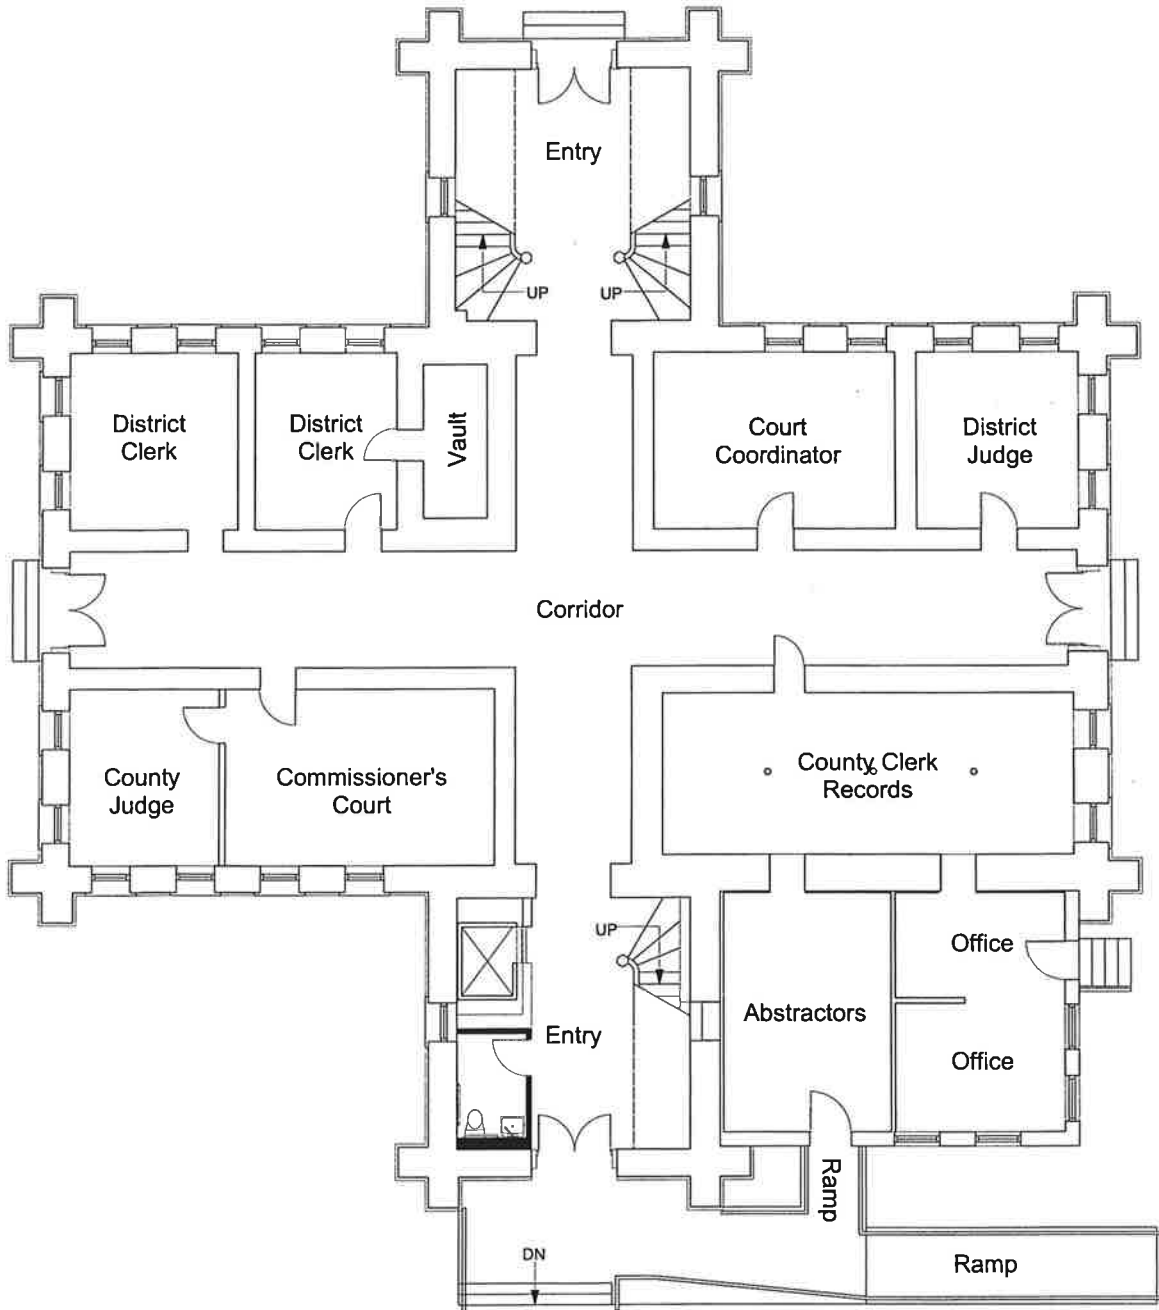 Entry
UP
UP
District
Clerk
District
Clerk
Vault
Court
Coordinator
District
Judge
Corridor
County
Judge
Commissioner's
Court
County Clerk
Records
UP
Office
Abstractors
Entry
Office
Ramp
DN
Ramp